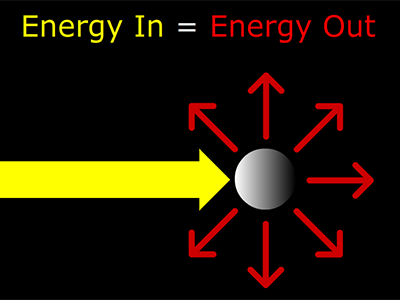 Energy In = Energy Out